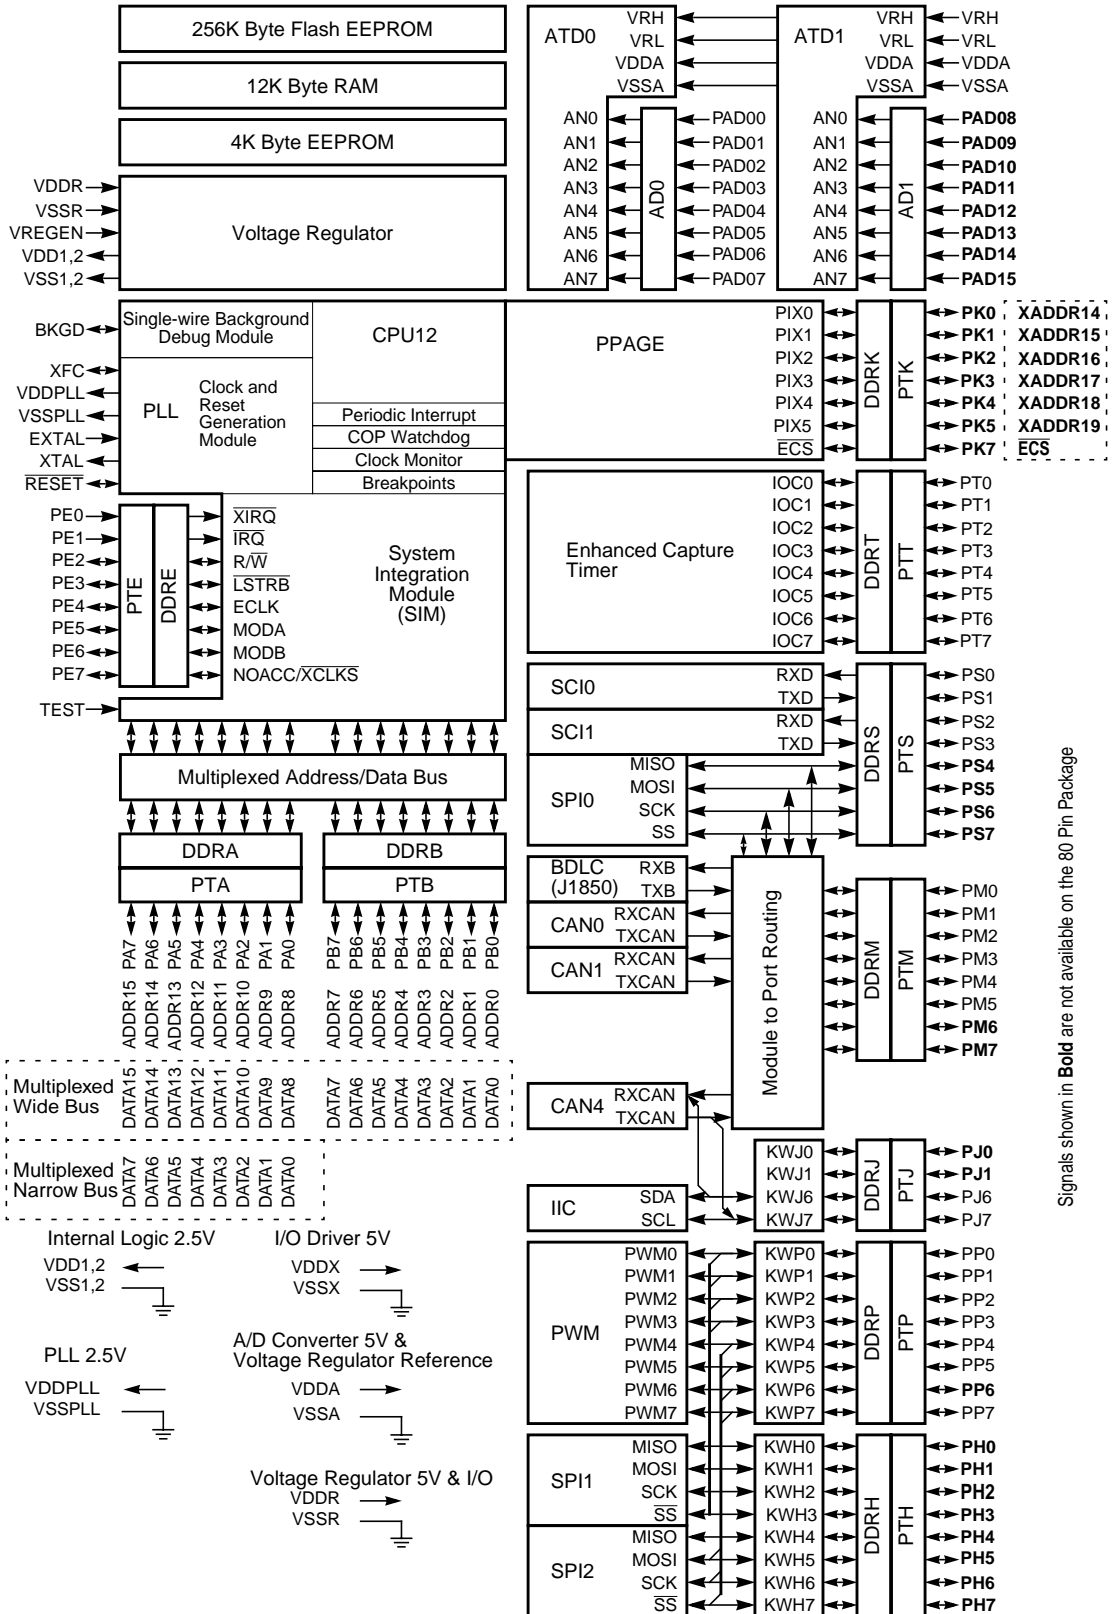 256K Byte Flash EEPROM
12K Byte RAM
4K Byte EEPROM
VDDR
VSSR
VREGEN
VDD1,2
VSS1,2
Voltage Regulator
ATD0
VRH
VRL
VDDA
VSSA
AN0
AN1
AN2
AN3
AN4
AN5
AN6
AN7
AD0
PAD00
PAD01
PAD02
PAD03
PAD04
PAD05
PAD06
PAD07
ATD1
VRH
VRL
VDDA
VSSA
AN0
AN1
AN2
AN3
AN4
AN5
AN6
AN7
AD1
VRH
VRL
VDDA
VSSA
PAD08
PAD09
PAD10
PAD11
PAD12
PAD13
PAD14
PAD15
BKGD
XFC
VDDPLL
VSSPLL
EXTAL
XTAL
RESET
Single-wire Background
Debug Module
CPU12
PLL
Clock and
Reset
Generation
Module
Periodic Interrupt
COP Watchdog
Clock Monitor
Breakpoints
PPAGE
PIX0
PIX1
PIX2
PIX3
PIX4
PIX5
ECS
DDRK
PTK
PK0 XADDR14
PK1 XADDR15
PK2 XADDR16
PK3 XADDR17
PK4 XADDR18
PK5 XADDR19
PK7 ECS
PE0
PE1
PE2
PE3
PE4
PE5
PE6
PE7
TEST
PTE
DDRE
XIRQ
IRQ
R/W
LSTRB
ECLK
MODA
MODB
NOACC/XCLKS
System
Integration
Module
(SIM)
Enhanced Capture
Timer
IOC0
IOC1
IOC2
IOC3
IOC4
IOC5
IOC6
IOC7
DDRT
PTT
PT0
PT1
PT2
PT3
PT4
PT5
PT6
PT7
SCI0
RXD
TXD
SCI1
RXD
TXD
SPI0
MISO
MOSI
SCK
SS
DDRS
PTS
PS0
PS1
PS2
PS3
PS4
PS5
PS6
PS7
Multiplexed Address/Data Bus
DDRA
PTA
DDRB
PTB
PA7
PA6
PA5
PA4
PA3
PA2
PA1
PA0
PB7
PB6
PB5
PB4
PB3
PB2
PB1
PB0
ADDR15
ADDR14
ADDR13
ADDR12
ADDR11
ADDR10
ADDR9
ADDR8
ADDR7
ADDR6
ADDR5
ADDR4
ADDR3
ADDR2
ADDR1
ADDR0
Multiplexed
Wide Bus
DATA15
DATA14
DATA13
DATA12
DATA11
DATA10
DATA9
DATA8
DATA7
DATA6
DATA5
DATA4
DATA3
DATA2
DATA1
DATA0
Multiplexed
Narrow Bus
DATA7
DATA6
DATA5
DATA4
DATA3
DATA2
DATA1
DATA0
BDLC
(J1850)
RXB
TXB
CAN0
RXCAN
TXCAN
CAN1
RXCAN
TXCAN
CAN4
RXCAN
TXCAN
Module to Port Routing
DDRM
PTM
PM0
PM1
PM2
PM3
PM4
PM5
PM6
PM7
IIC
SDA
SCL
KWJ0
KWJ1
KWJ6
KWJ7
DDRJ
PTJ
PJ0
PJ1
PJ6
PJ7
PWM
PWM0
PWM1
PWM2
PWM3
PWM4
PWM5
PWM6
PWM7
KWP0
KWP1
KWP2
KWP3
KWP4
KWP5
KWP6
KWP7
DDRP
PTP
PP0
PP1
PP2
PP3
PP4
PP5
PP6
PP7
SPI1
MISO
MOSI
SCK
SS
SPI2
MISO
MOSI
SCK
SS
KWH0
KWH1
KWH2
KWH3
KWH4
KWH5
KWH6
KWH7
DDRH
PTH
PH0
PH1
PH2
PH3
PH4
PH5
PH6
PH7
Internal Logic 2.5V
VDD1,2
VSS1,2
I/O Driver 5V
VDDX
VSSX
PLL 2.5V
VDDPLL
VSSPLL
A/D Converter 5V &
Voltage Regulator Reference
VDDA
VSSA
Voltage Regulator 5V & I/O
VDDR
VSSR
Signals shown in Bold are not available on the 80 Pin Package